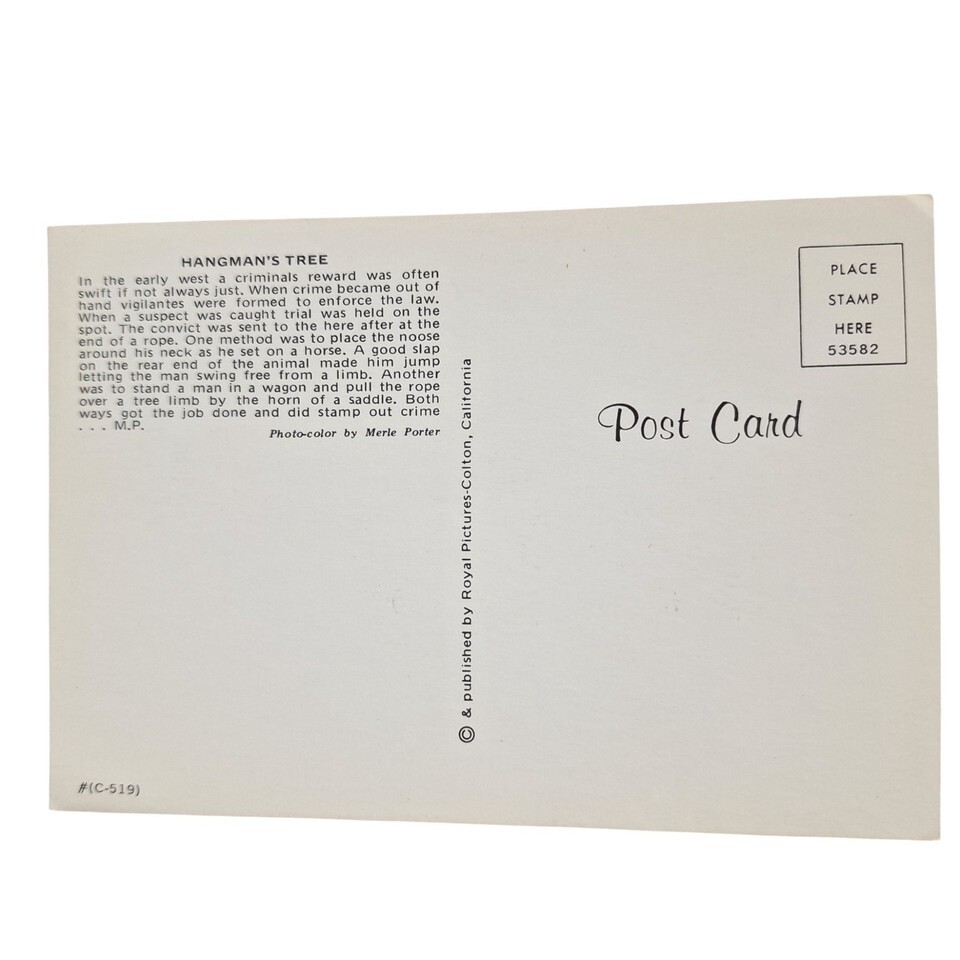 HANGMAN'S TREE
In the early west a criminals reward was often
swift if not always just. When crime became out of
hand vigilantes were formed to enforce the law.
When a suspect was caught trial was held on the
spot. The convict was sent to the here after at the
end of a rope. One method was to place the noose
around his neck as he set on a horse. A good slap
on the rear end of the animal made him jump
letting the man swing free from a limb. Another
was to stand a man in a wagon and pull the rope
over a tree limb by the horn of a saddle. Both
ways got the job done and did stamp out crime
. . . M.P.
Photo-color by Merle Porter
#(C-519)
© & published by Royal Pictures-Colton, California
PLACE
STAMP
HERE
53582
Post Card